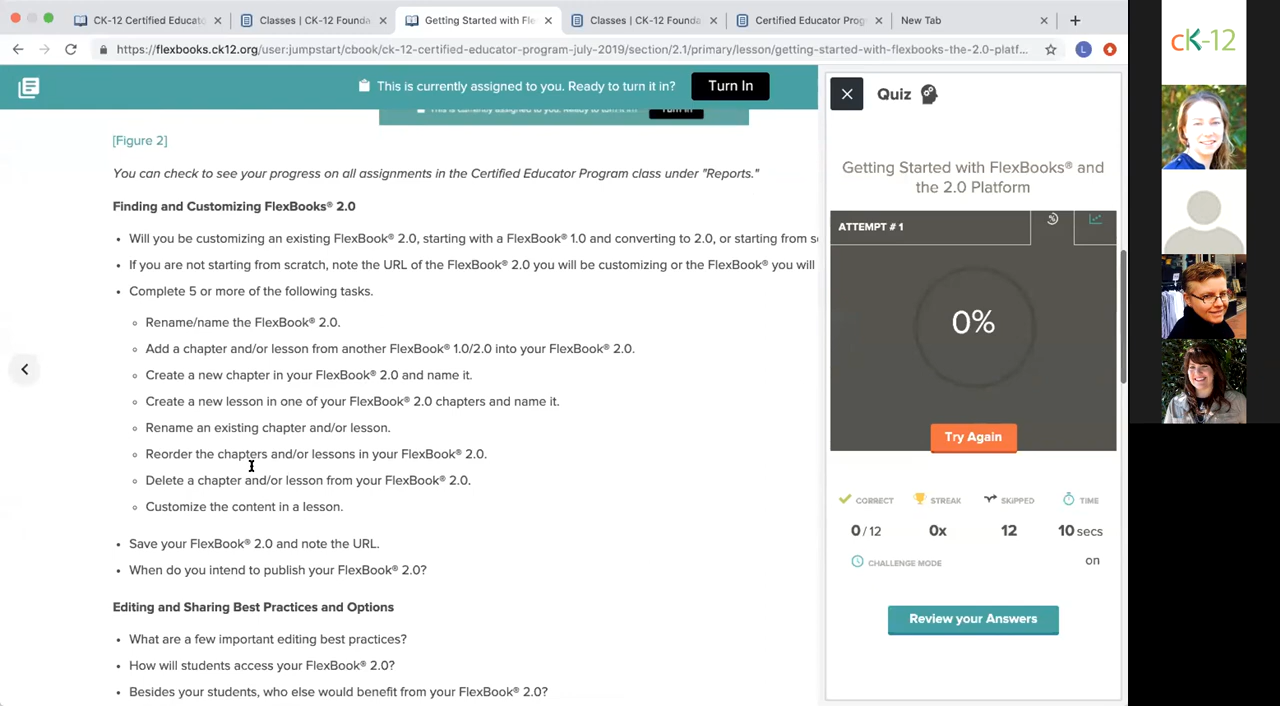 CK-12 Certified Educato
Classes | CK-12 Founda
Getting Started with Fle
Classes | CK-12 Founda
Certified Educator Prog
New Tab
https://flexbooks.ck12.org/user:jumpstart/cbook/ck-12-certified-educator-program-july-2019/section/2.1/primary/lesson/getting-started-with-flexbooks-the-2.0-platf...
L
cK-12
This is currently assigned to you. Ready to turn it in?
Turn In
This is currently assigned to you. Ready to turn it in?
Turn In
[Figure 2]
You can check to see your progress on all assignments in the Certified Educator Program class under "Reports."
Finding and Customizing FlexBooks® 2.0
• Will you be customizing an existing FlexBook® 2.0, starting with a FlexBook® 1.0 and converting to 2.0, or starting from s
• If you are not starting from scratch, note the URL of the FlexBook® 2.0 you will be customizing or the FlexBook® you will
• Complete 5 or more of the following tasks.
◦ Rename/name the FlexBook® 2.0.
◦ Add a chapter and/or lesson from another FlexBook® 1.0/2.0 into your FlexBook® 2.0.
◦ Create a new chapter in your FlexBook® 2.0 and name it.
◦ Create a new lesson in one of your FlexBook® 2.0 chapters and name it.
◦ Rename an existing chapter and/or lesson.
◦ Reorder the chapters and/or lessons in your FlexBook® 2.0.
◦ Delete a chapter and/or lesson from your FlexBook® 2.0.
◦ Customize the content in a lesson.
• Save your FlexBook® 2.0 and note the URL.
• When do you intend to publish your FlexBook® 2.0?
Editing and Sharing Best Practices and Options
• What are a few important editing best practices?
• How will students access your FlexBook® 2.0?
• Besides your students, who else would benefit from your FlexBook® 2.0?
Quiz
Getting Started with FlexBooks® and
the 2.0 Platform
ATTEMPT # 1
0%
Try Again
CORRECT STREAK SKIPPED TIME
0/12 0x 12 10 secs
CHALLENGE MODE on
Review your Answers